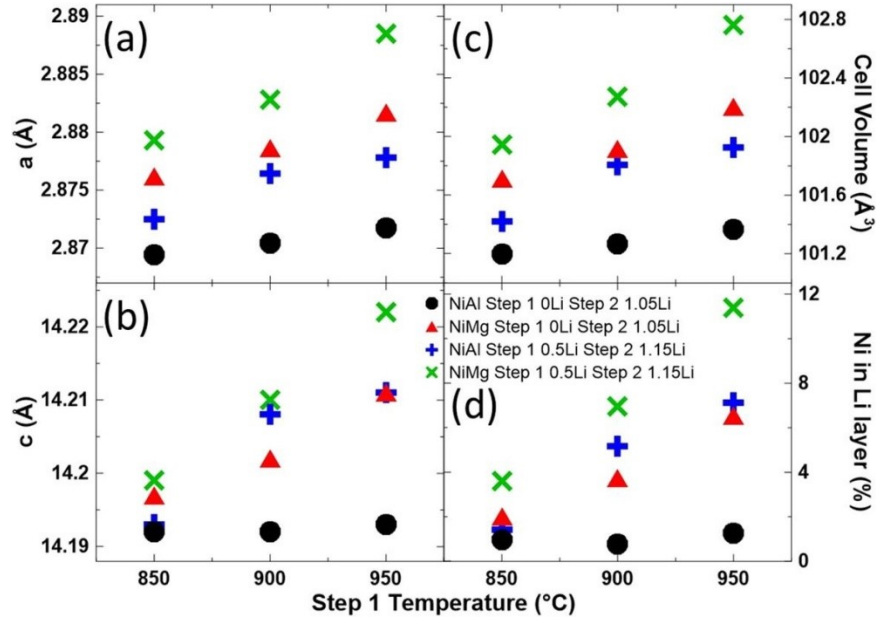 (a)
2.89
2.885
2.88
2.875
2.87
a (Å)
(c)
102.8
102.4
102
101.6
101.2
Cell Volume (Å³)
(b)
14.22
14.21
14.2
14.19
c (Å)
NiAl Step 1 0Li Step 2 1.05Li
NiMg Step 1 0Li Step 2 1.05Li
NiAl Step 1 0.5Li Step 2 1.15Li
NiMg Step 1 0.5Li Step 2 1.15Li
(d)
12
8
4
0
Ni in Li layer (%)
850 900 950 850 900 950
Step 1 Temperature (°C)